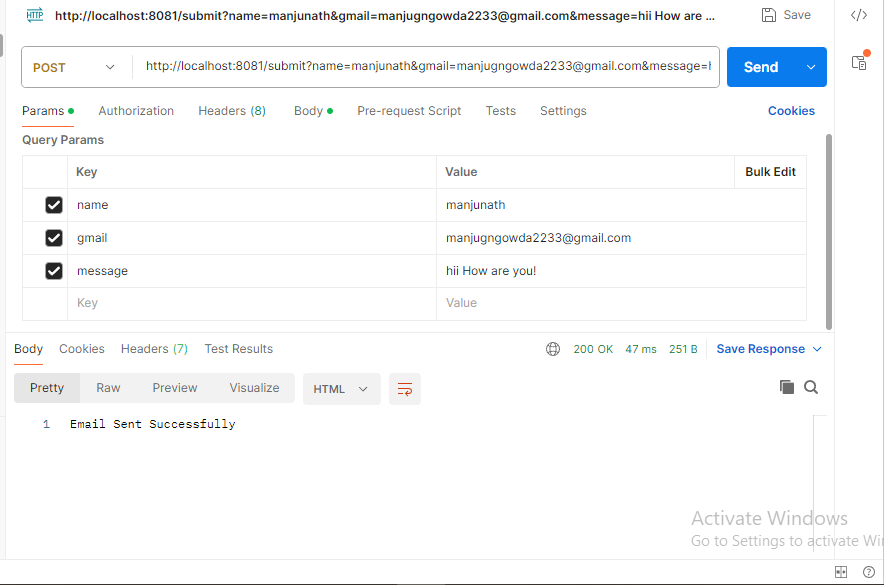 HTTP http://localhost:8081/submit?name=manjunath&gmail=manjugngowda2233@gmail.com&message=hii How are ... Save </>
POST http://localhost:8081/submit?name=manjunath&gmail=manjugngowda2233@gmail.com&message=h Send
Params Authorization Headers (8) Body Pre-request Script Tests Settings Cookies
Query Params
Key Value Bulk Edit
name manjunath
gmail manjugngowda2233@gmail.com
message hii How are you!
Key Value
Body Cookies Headers (7) Test Results 200 OK 47 ms 251 B Save Response
Pretty Raw Preview Visualize HTML
1 Email Sent Successfully
Activate Windows
Go to Settings to activate Wi